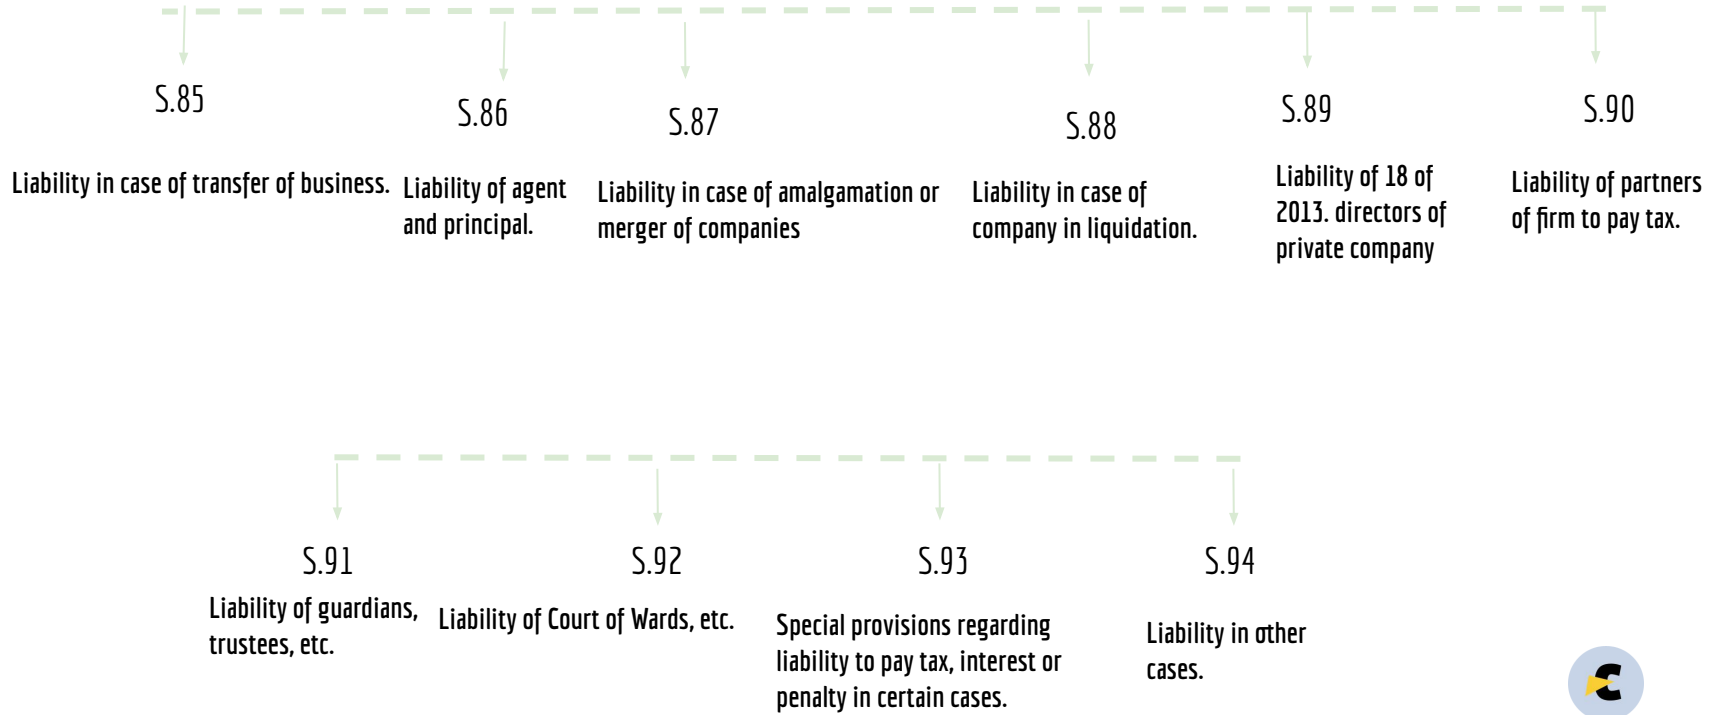 S.85
Liability in case of transfer of business.
S.86
Liability of agent
and principal.
S.87
Liability in case of amalgamation or
merger of companies
S.88
Liability in case of
company in liquidation.
S.89
Liability of 18 of
2013. directors of
private company
S.90
Liability of partners
of firm to pay tax.
S.91
Liability of guardians,
trustees, etc.
S.92
Liability of Court of Wards, etc.
S.93
Special provisions regarding
liability to pay tax, interest or
penalty in certain cases.
S.94
Liability in other
cases.